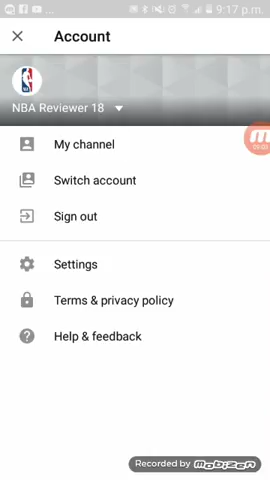 ... 9:17 p.m.
Account
NBA Reviewer 18
My channel
Switch account
Sign out
Settings
Terms & privacy policy
Help & feedback
Recorded by mobizen